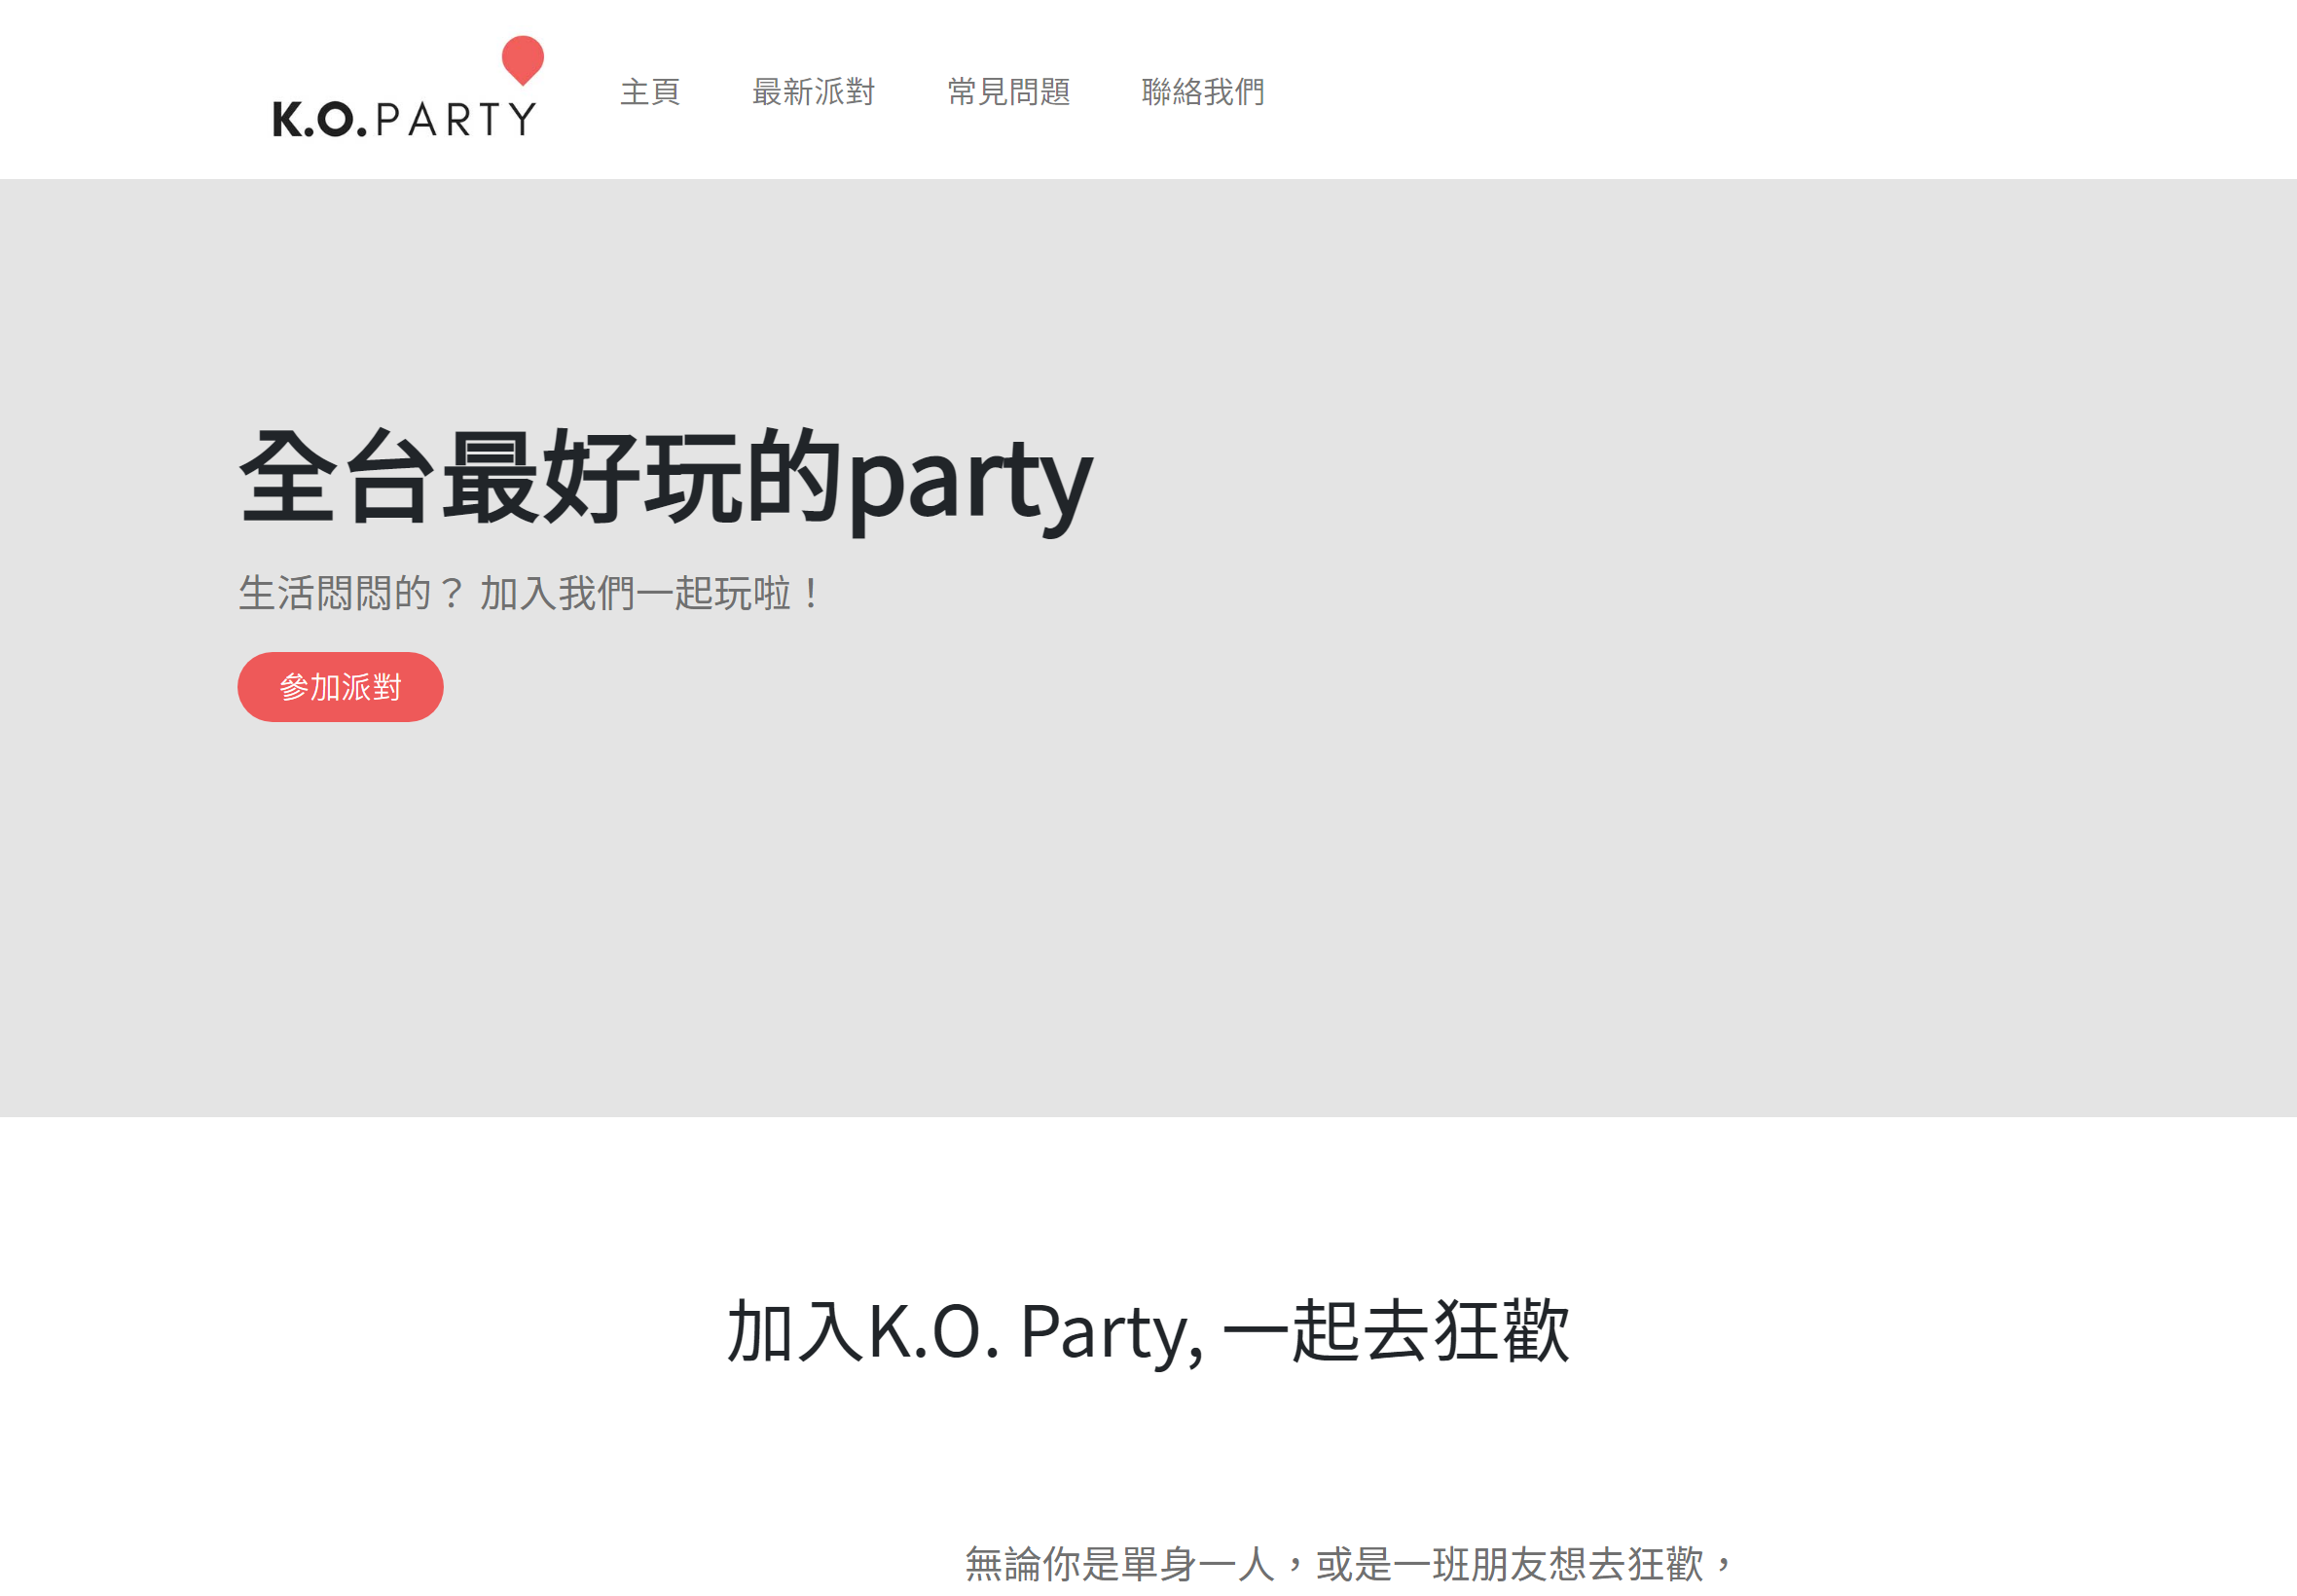 K.O.PARTY
主頁 最新派對 常見問題 聯絡我們
全台最好玩的party
生活悶悶的？ 加入我們一起玩啦！
參加派對
加入K.O. Party, 一起去狂歡
無論你是單身一人，或是一班朋友想去狂歡，